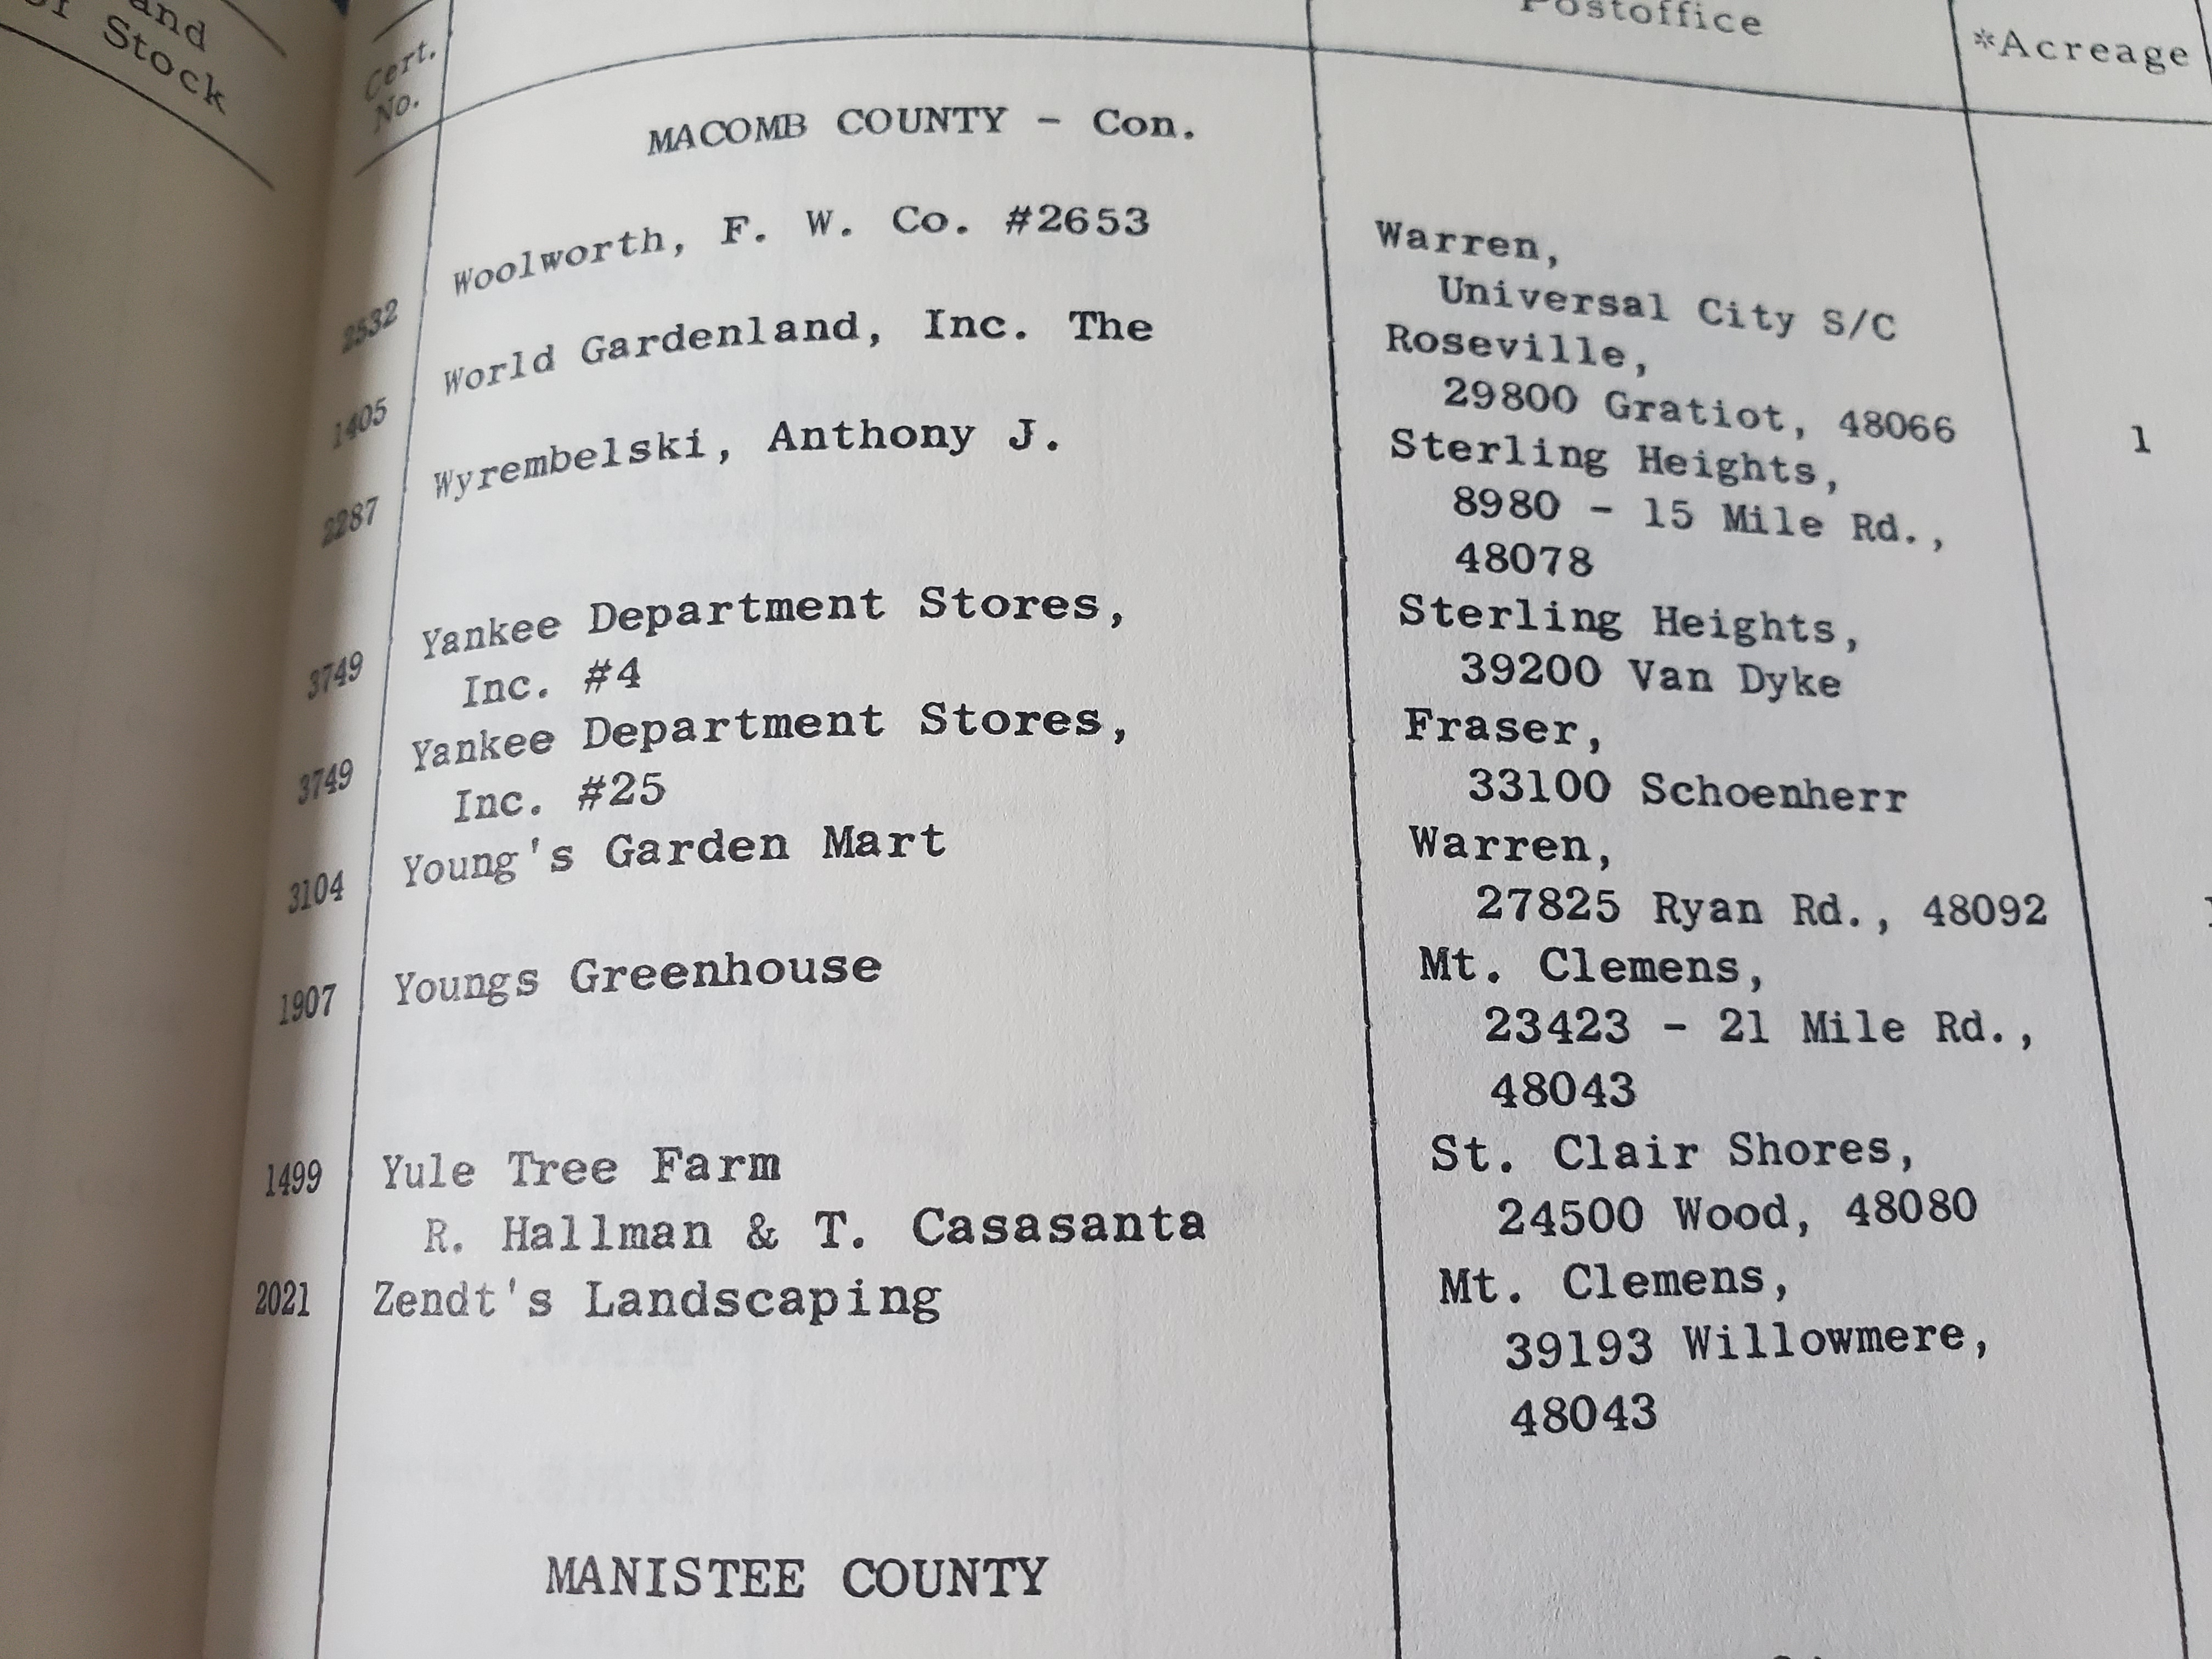 and
or Stock
Cert.
No.
Postoffice
*Acreage
MACOMB COUNTY - Con.
2532 Woolworth, F. W. Co. #2653 Warren,
Universal City S/C
1405 World Gardenland, Inc. The Roseville,
29800 Gratiot, 48066 1
2287 Wyrembelski, Anthony J. Sterling Heights,
8980 - 15 Mile Rd.,
48078
3749 Yankee Department Stores, Sterling Heights,
Inc. #4 39200 Van Dyke
3749 Yankee Department Stores, Fraser,
Inc. #25 33100 Schoenherr
3104 Young's Garden Mart Warren,
27825 Ryan Rd., 48092
1907 Youngs Greenhouse Mt. Clemens,
23423 - 21 Mile Rd.,
48043
1499 Yule Tree Farm St. Clair Shores,
R. Hallman & T. Casasanta 24500 Wood, 48080
2021 Zendt's Landscaping Mt. Clemens,
39193 Willowmere,
48043
MANISTEE COUNTY